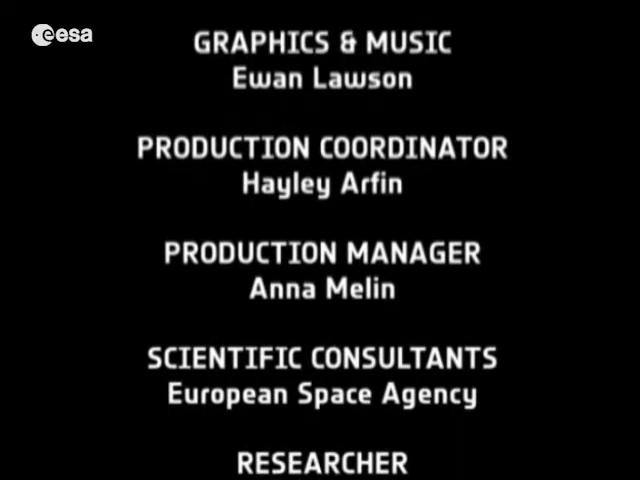 esa
GRAPHICS & MUSIC
Ewan Lawson
PRODUCTION COORDINATOR
Hayley Arfin
PRODUCTION MANAGER
Anna Melin
SCIENTIFIC CONSULTANTS
European Space Agency
RESEARCHER